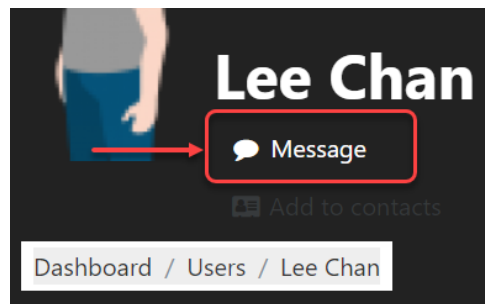 Lee Chan
Message
Add to contacts
Dashboard / Users / Lee Chan